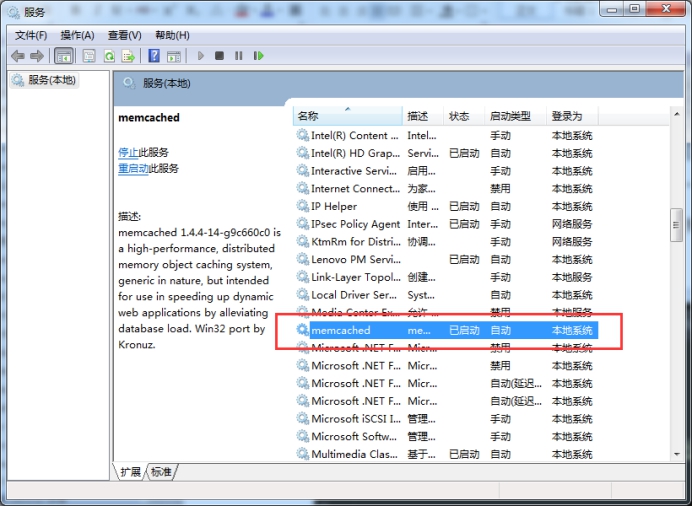 服务
文件(F) 操作(A) 查看(V) 帮助(H)
服务(本地)
服务(本地)
memcached
停止此服务
重启动此服务
描述:
memcached 1.4.4-14-g9c660c0 is
a high-performance, distributed
memory object caching system,
generic in nature, but intended
for use in speeding up dynamic
web applications by alleviating
database load. Win32 port by
Kronuz.
名称 描述 状态 启动类型 登录为
Intel(R) Content ... Intel... 手动 本地系统
Intel(R) HD Grap... Servi... 已启动 自动 本地系统
Interactive Servi... 启用... 手动 本地系统
Internet Connect... 为家... 禁用 本地系统
IP Helper 使用 ... 已启动 自动 本地系统
IPsec Policy Agent Inter... 已启动 手动 网络服务
KtmRm for Distri... 协调... 手动 网络服务
Lenovo PM Servi... 已启动 自动 本地系统
Link-Layer Topol... 创建... 手动 本地服务
Local Driver Ser... Syst... 自动 本地系统
Media Center Ex... 允许 ... 禁用 本地服务
memcached me... 已启动 自动 本地系统
Microsoft .NET F... Micr... 禁用 本地系统
Microsoft .NET F... Micr... 禁用 本地系统
Microsoft .NET F... Micr... 自动(延迟... 本地系统
Microsoft .NET F... Micr... 自动(延迟... 本地系统
Microsoft iSCSI I... 管理... 手动 本地系统
Microsoft Softw... 管理... 手动 本地系统
Multimedia Clas... 基于... 已启动 自动 本地系统
扩展 标准